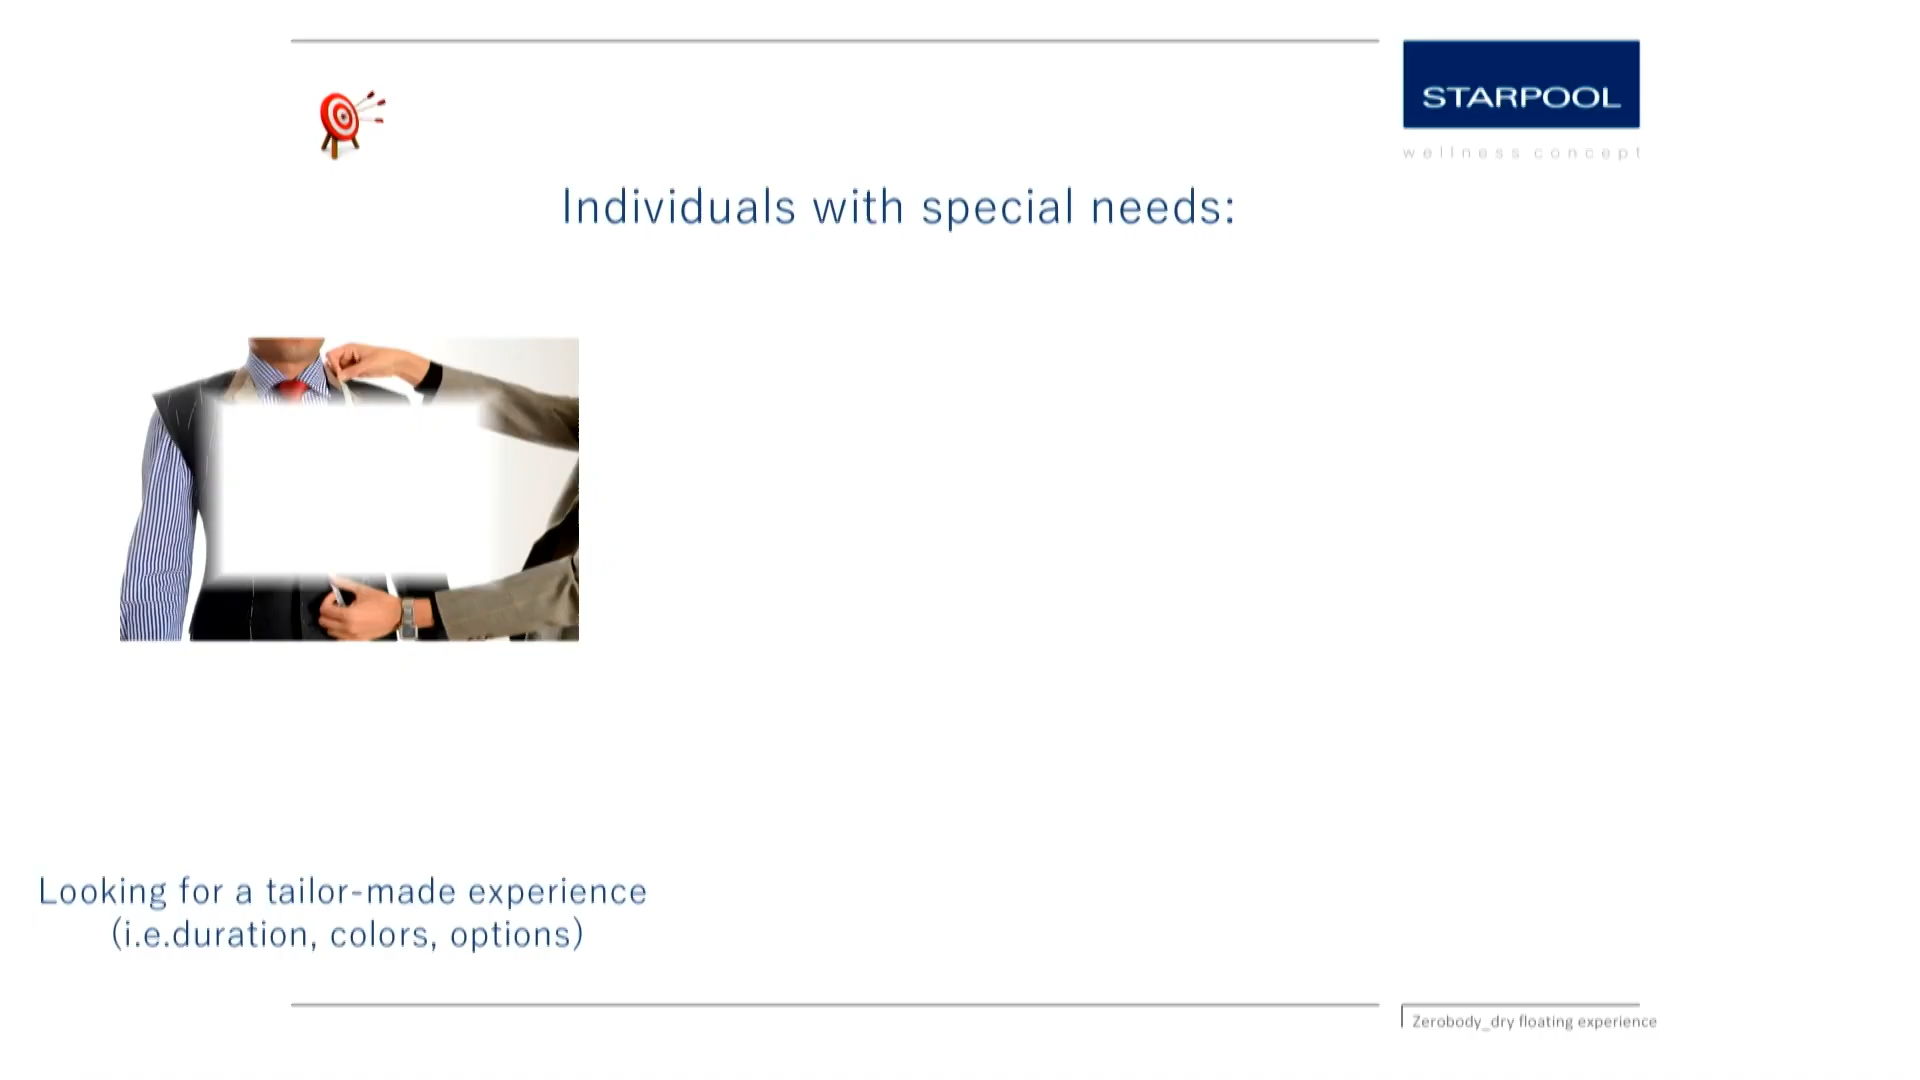 STARPOOL
wellness concept
Individuals with special needs:
Looking for a tailor-made experience
(i.e.duration, colors, options)
Zerobody_dry floating experience